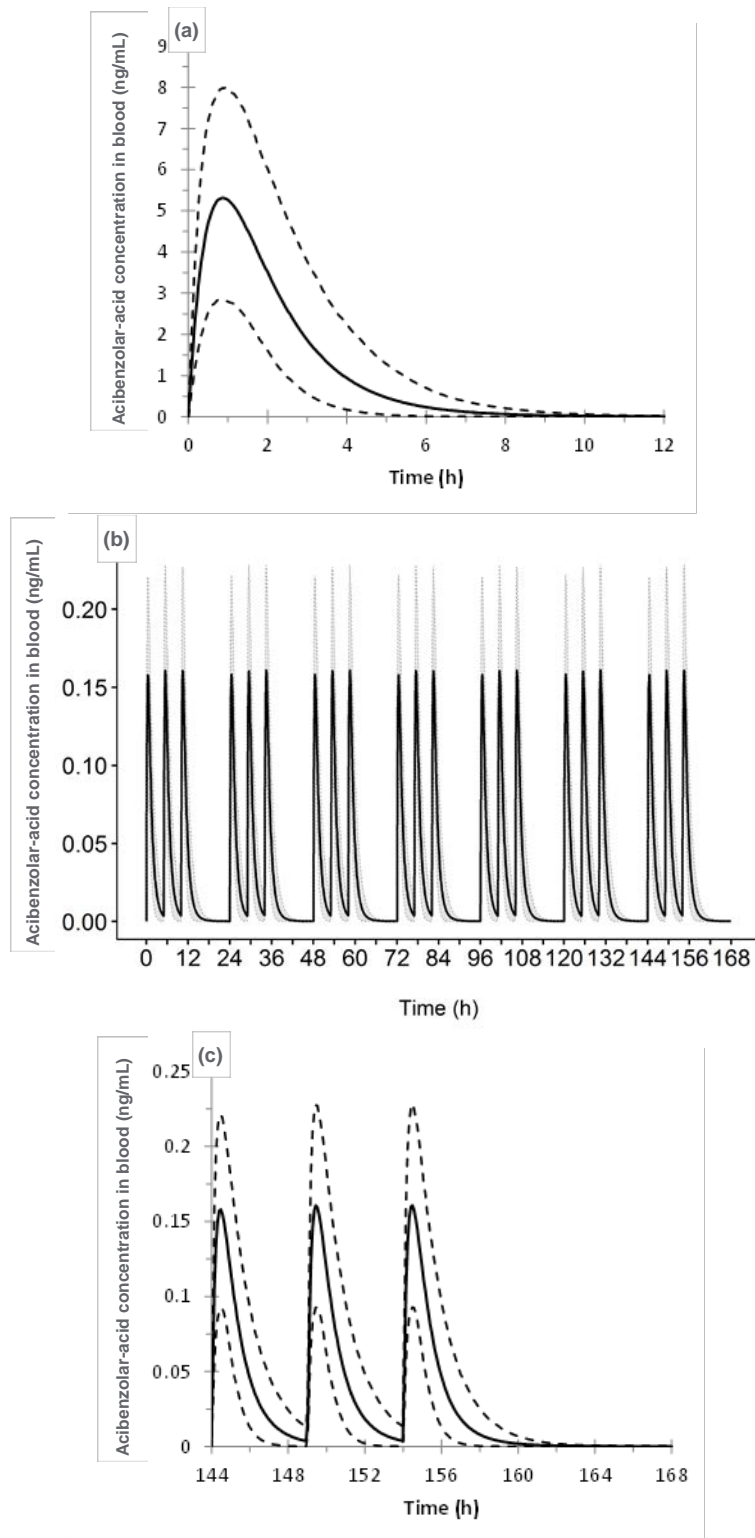 (a)
Acibenzolar-acid concentration in blood (ng/mL)
9
8
7
6
5
4
3
2
1
0
0 2 4 6 8 10 12
Time (h)
(b)
Acibenzolar-acid concentration in blood (ng/mL)
0.20
0.15
0.10
0.05
0.00
0 12 24 36 48 60 72 84 96 108 120 132 144 156 168
Time (h)
(c)
Acibenzolar-acid concentration in blood (ng/mL)
0.25
0.2
0.15
0.1
0.05
0
144 148 152 156 160 164 168
Time (h)